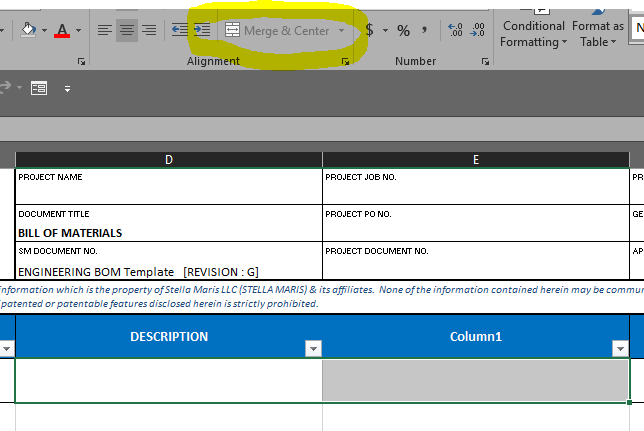 A
Merge & Center
$ % ,
.0 .00
.00 .0
Conditional Format as
Formatting Table
N
Alignment
Number
D E
PROJECT NAME
PROJECT JOB NO.
PR
DOCUMENT TITLE
PROJECT PO NO.
GE
BILL OF MATERIALS
SM DOCUMENT NO.
PROJECT DOCUMENT NO.
AP
ENGINEERING BOM Template [REVISION : G]
information which is the property of Stella Maris LLC (STELLA MARIS) & its affiliates. None of the information contained herein may be commun
patented or patentable features disclosed herein is strictly prohibited.
DESCRIPTION
Column1